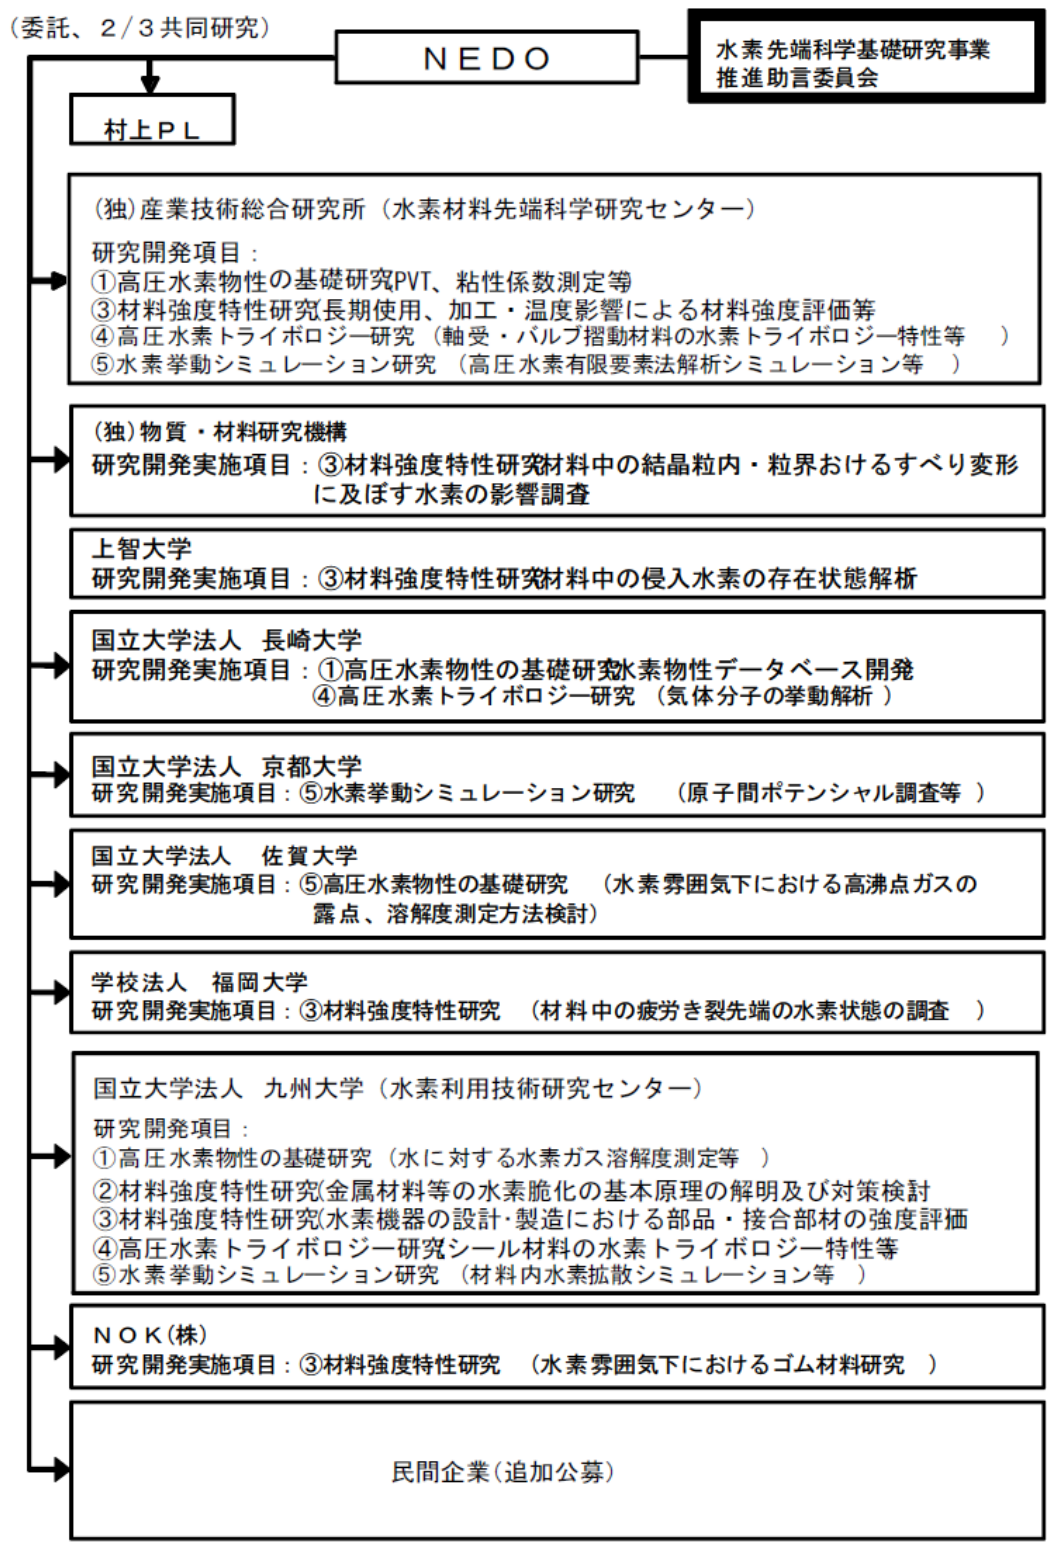 (委託、２/３共同研究)
ＮＥＤＯ
水素先端科学基礎研究事業
推進助言委員会
村上ＰＬ
(独)産業技術総合研究所（水素材料先端科学研究センター）
研究開発項目：
①高圧水素物性の基礎研究(PVT、粘性係数測定等)
③材料強度特性研究(長期使用、加工・温度影響による材料強度評価等
④高圧水素トライボロジー研究（軸受・バルブ摺動材料の水素トライボロジー特性等　）
⑤水素挙動シミュレーション研究（高圧水素有限要素法解析シミュレーション等　）
(独)物質・材料研究機構
研究開発実施項目：③材料強度特性研究(材料中の結晶粒内・粒界おけるすべり変形
に及ぼす水素の影響調査)
上智大学
研究開発実施項目：③材料強度特性研究(材料中の侵入水素の存在状態解析)
国立大学法人　長崎大学
研究開発実施項目：①高圧水素物性の基礎研究(水素物性データベース開発
④高圧水素トライボロジー研究（気体分子の挙動解析 ）
国立大学法人　京都大学
研究開発実施項目：⑤水素挙動シミュレーション研究　（原子間ポテンシャル調査等 ）
国立大学法人　佐賀大学
研究開発実施項目：⑤高圧水素物性の基礎研究　（水素雰囲気下における高沸点ガスの
露点、溶解度測定方法検討）
学校法人　福岡大学
研究開発実施項目：③材料強度特性研究　（材料中の疲労き裂先端の水素状態の調査　）
国立大学法人　九州大学（水素利用技術研究センター）
研究開発項目：
①高圧水素物性の基礎研究（水に対する水素ガス溶解度測定等　）
②材料強度特性研究(金属材料等の水素脆化の基本原理の解明及び対策検討
③材料強度特性研究(水素機器の設計・製造における部品・接合部材の強度評価
④高圧水素トライボロジー研究(シール材料の水素トライボロジー特性等)
⑤水素挙動シミュレーション研究（材料内水素拡散シミュレーション等　）
ＮＯＫ(株)
研究開発実施項目：③材料強度特性研究　（水素雰囲気下におけるゴム材料研究　）
民間企業(追加公募)